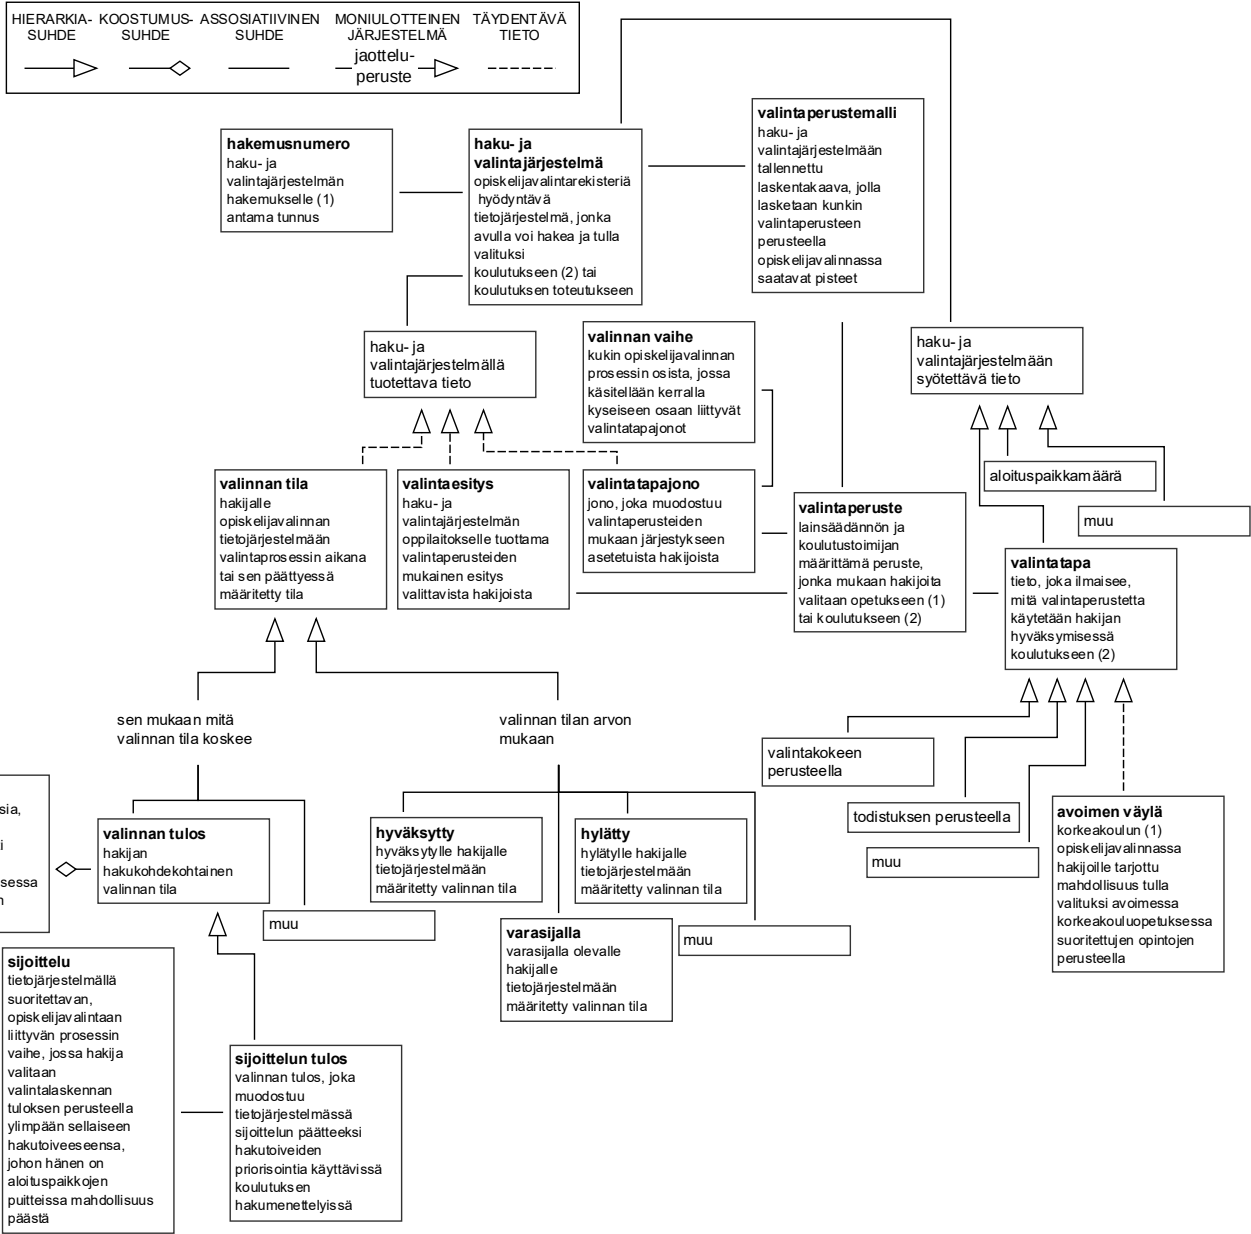 HIERARKIA-
SUHDE
KOOSTUMUS-
SUHDE
ASSOSIATIIVINEN
SUHDE
MONIULOTTEINEN
JÄRJESTELMÄ
TÄYDENTÄVÄ
TIETO
jaottelu-
peruste
hakemusnumero
haku- ja
valintajärjestelmän
hakemukselle (1)
antama tunnus
haku- ja
valintajärjestelmä
opiskelijavalintarekisteriä
hyödyntävä
tietojärjestelmä, jonka
avulla voi hakea ja tulla
valituksi
koulutukseen (2) tai
koulutuksen toteutukseen
valintaperustemalli
haku- ja
valintajärjestelmään
tallennettu
laskentakaava, jolla
lasketaan kunkin
valintaperusteen
perusteella
opiskelijavalinnassa
saatavat pisteet
haku- ja
valintajärjestelmällä
tuotettava tieto
valinnan vaihe
kukin opiskelijavalinnan
prosessin osista, jossa
käsitellään kerralla
kyseiseen osaan liittyvät
valintatapajonot
haku- ja
valintajärjestelmään
syötettävä tieto
valinnan tila
hakijalle
opiskelijavalinnan
tietojärjestelmään
valintaprosessin aikana
tai sen päättyessä
määritetty tila
valintaesitys
haku- ja
valintajärjestelmän
oppilaitokselle tuottama
valintaperusteiden
mukainen esitys
valittavista hakijoista
valintatapajono
jono, joka muodostuu
valintaperusteiden
mukaan järjestykseen
asetetuista hakijoista
valintaperuste
lainsäädännön ja
koulutustoimijan
määrittämä peruste,
jonka mukaan hakijoita
valitaan opetukseen (1)
tai koulutukseen (2)
aloituspaikkamäärä
muu
valintatapa
tieto, joka ilmaisee,
mitä valintaperustetta
käytetään hakijan
hyväksymisessä
koulutukseen (2)
sen mukaan mitä
valinnan tila koskee
valinnan tilan arvon
mukaan
valintakokeen
perusteella
todistuksen perusteella
muu
avoimen väylä
korkeakoulun (1)
opiskelijavalinnassa
hakijoille tarjottu
mahdollisuus tulla
valituksi avoimessa
korkeakouluopetuksessa
suoritettujen opintojen
perusteella
sia,
i
sessa
n
valinnan tulos
hakijan
hakukohdekohtainen
valinnan tila
muu
hyväksytty
hyväksytylle hakijalle
tietojärjestelmään
määritetty valinnan tila
hylätty
hylätylle hakijalle
tietojärjestelmään
määritetty valinnan tila
varasijalla
varasijalla olevalle
hakijalle
tietojärjestelmään
määritetty valinnan tila
muu
sijoittelu
tietojärjestelmällä
suoritettavan,
opiskelijavalintaan
liittyvän prosessin
vaihe, jossa hakija
valitaan
valintalaskennan
tuloksen perusteella
ylimpään sellaiseen
hakutoiveeseensa,
johon hänen on
aloituspaikkojen
puitteissa mahdollisuus
päästä
sijoittelun tulos
valinnan tulos, joka
muodostuu
tietojärjestelmässä
sijoittelun päätteeksi
hakutoiveiden
priorisointia käyttävissä
koulutuksen
hakumenettelyissä